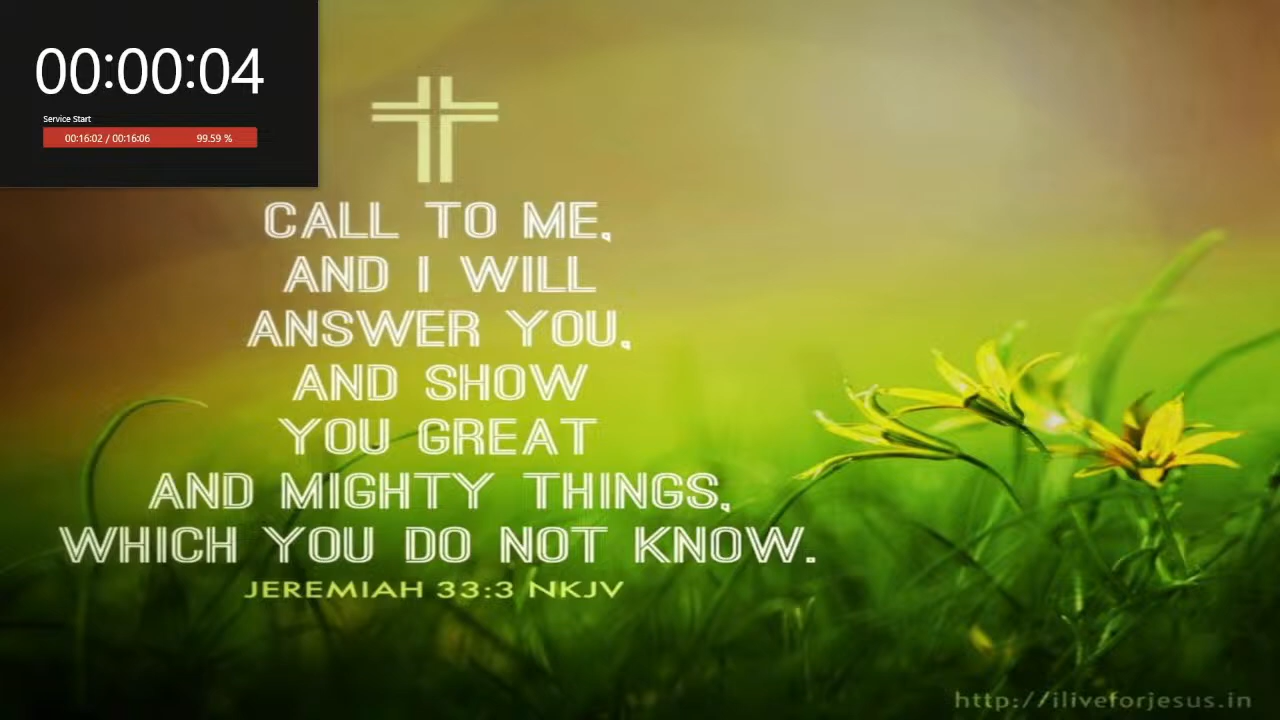 00:00:04
Service Start
00:16:02 / 00:16:06 99.59 %
CALL TO ME,
AND I WILL
ANSWER YOU,
AND SHOW
YOU GREAT
AND MIGHTY THINGS,
WHICH YOU DO NOT KNOW.
JEREMIAH 33:3 NKJV
http://iliveforjesus.in